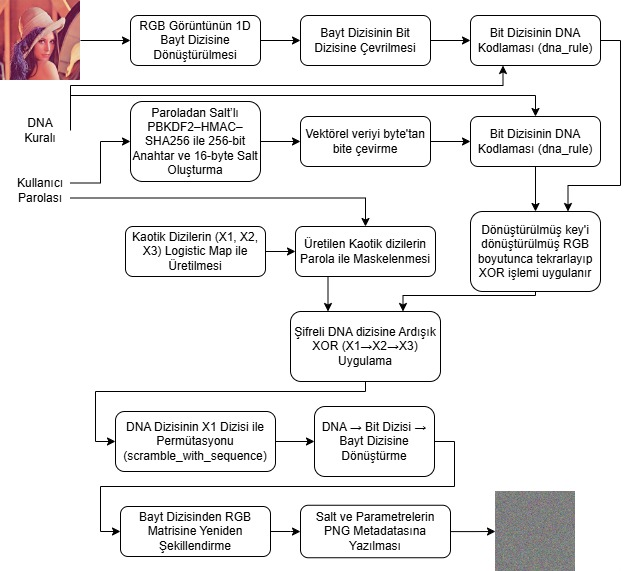 RGB Görüntünün 1D
Bayt Dizisine
Dönüştürülmesi
Bayt Dizisinin Bit
Dizisine Çevrilmesi
Bit Dizisinin DNA
Kodlaması (dna_rule)
DNA
Kuralı
Paroladan Salt'lı
PBKDF2–HMAC–
SHA256 ile 256-bit
Anahtar ve 16-byte Salt
Oluşturma
Vektörel veriyi byte'tan
bite çevirme
Bit Dizisinin DNA
Kodlaması (dna_rule)
Kullanıcı
Parolası
Kaotik Dizilerin (X1, X2,
X3) Logistic Map ile
Üretilmesi
Üretilen Kaotik dizilerin
Parola ile Maskelenmesi
Dönüştürülmüş key'i
dönüştürülmüş RGB
boyutunca tekrarlayıp
XOR işlemi uygulanır
Şifreli DNA dizisine Ardışık
XOR (X1→X2→X3)
Uygulama
DNA Dizisinin X1 Dizisi ile
Permütasyonu
(scramble_with_sequence)
DNA → Bit Dizisi →
Bayt Dizisine
Dönüştürme
Bayt Dizisinden RGB
Matrisine Yeniden
Şekillendirme
Salt ve Parametrelerin
PNG Metadatasına
Yazılması